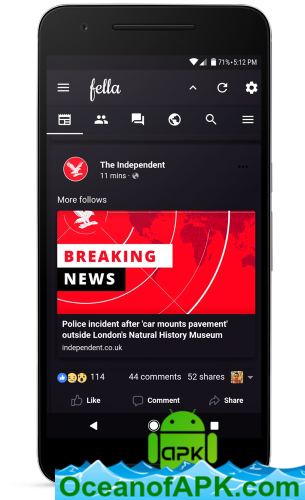 71% 5:12 PM
fella
The Independent
11 mins ·
More follows
BREAKING
NEWS
Police incident after 'car mounts pavement'
outside London's Natural History Museum
independent.co.uk
114 44 comments 52 shares
Like Comment Share
APK
OceanofAPK.com